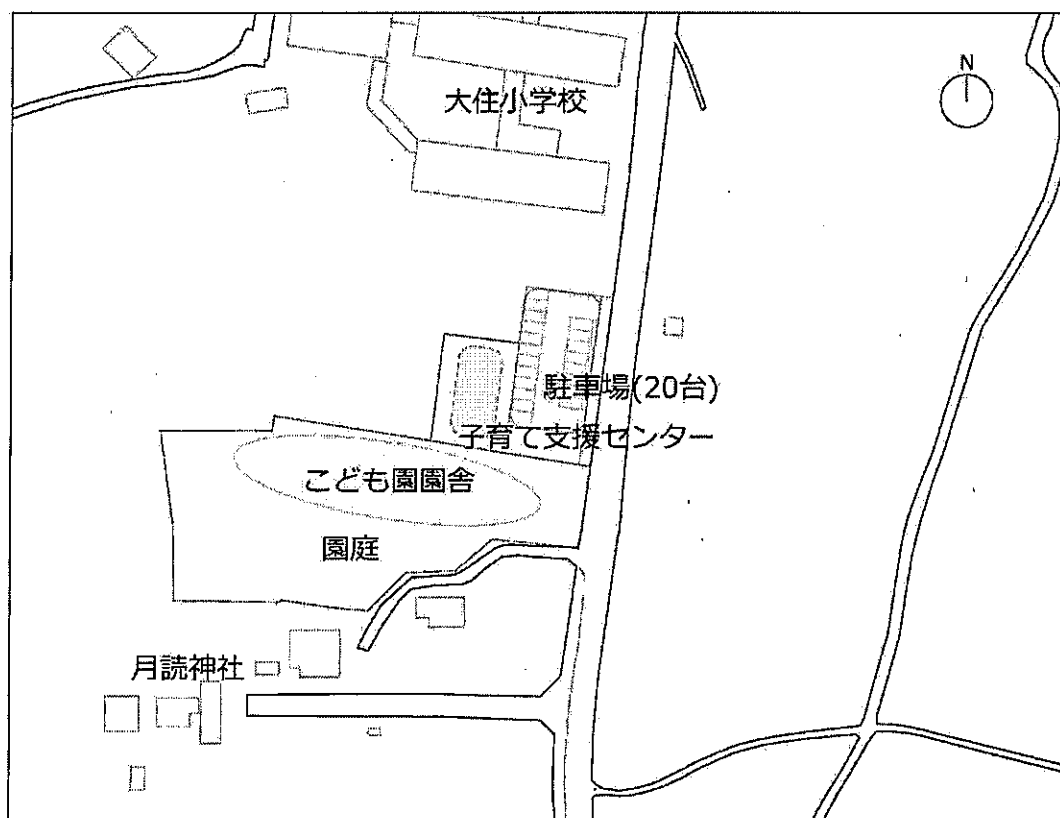 N
大住小学校
駐車場(20台)
子育て支援センター
こども園園舎
園庭
月読神社